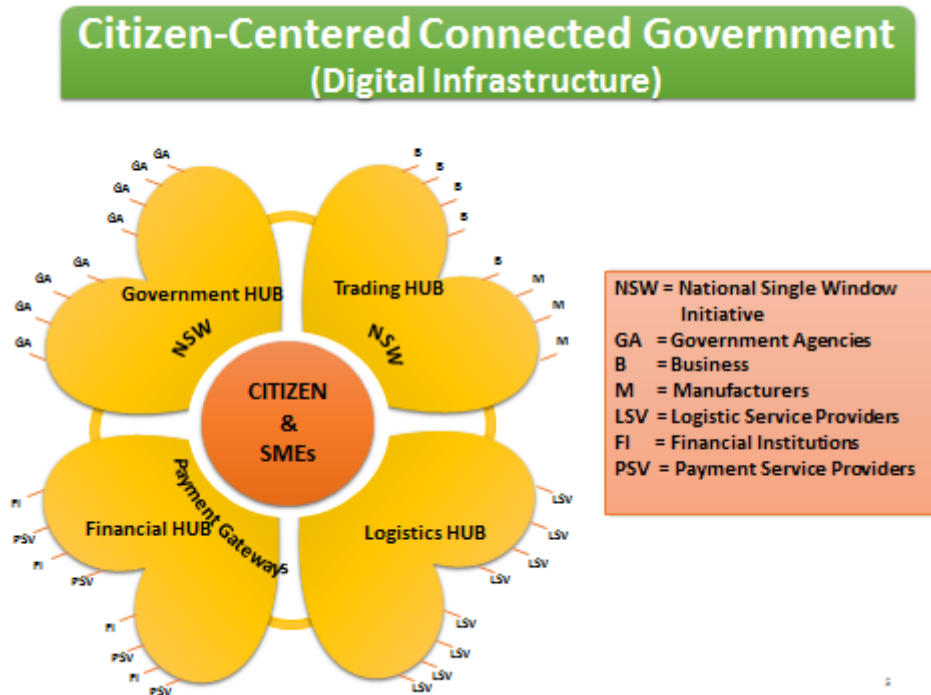 Citizen-Centered Connected Government
(Digital Infrastructure)
GA
GA
GA
GA
GA
GA
GA
GA
Government HUB
NSW
B
B
B
B
B
M
M
M
Trading HUB
NSW
CITIZEN
&
SMEs
FI
PSV
FI
PSV
FI
PSV
FI
PSV
Financial HUB
Payment Gateways
LSV
LSV
LSV
LSV
LSV
LSV
LSV
LSV
Logistics HUB
NSW = National Single Window
Initiative
GA = Government Agencies
B = Business
M = Manufacturers
LSV = Logistic Service Providers
FI = Financial Institutions
PSV = Payment Service Providers